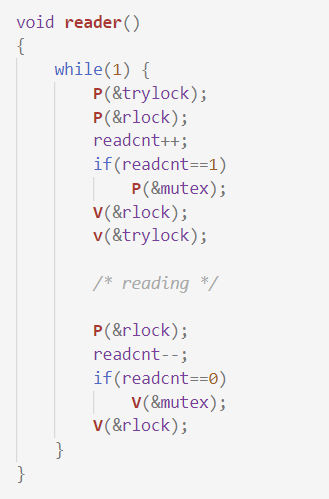 void reader()
{
    while(1) {
        P(&trylock);
        P(&rlock);
        readcnt++;
        if(readcnt==1)
            P(&mutex);
        V(&rlock);
        v(&trylock);

        /* reading */

        P(&rlock);
        readcnt--;
        if(readcnt==0)
            V(&mutex);
        V(&rlock);
    }
}